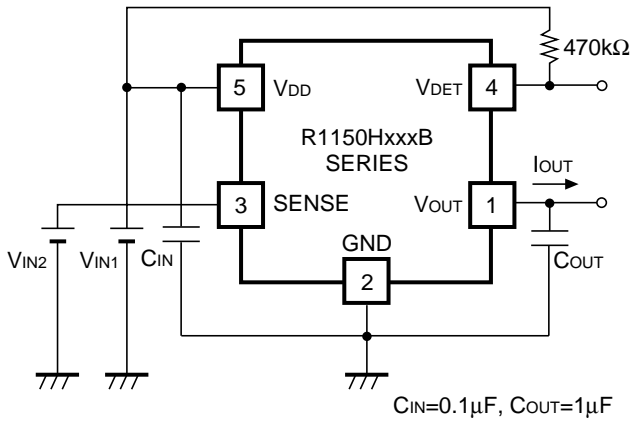 470kΩ
5
VDD
VDET
4
R1150HxxxB
SERIES
IOUT
3
SENSE
VOUT
1
GND
VIN2
VIN1
CIN
2
COUT
CIN=0.1μF, COUT=1μF